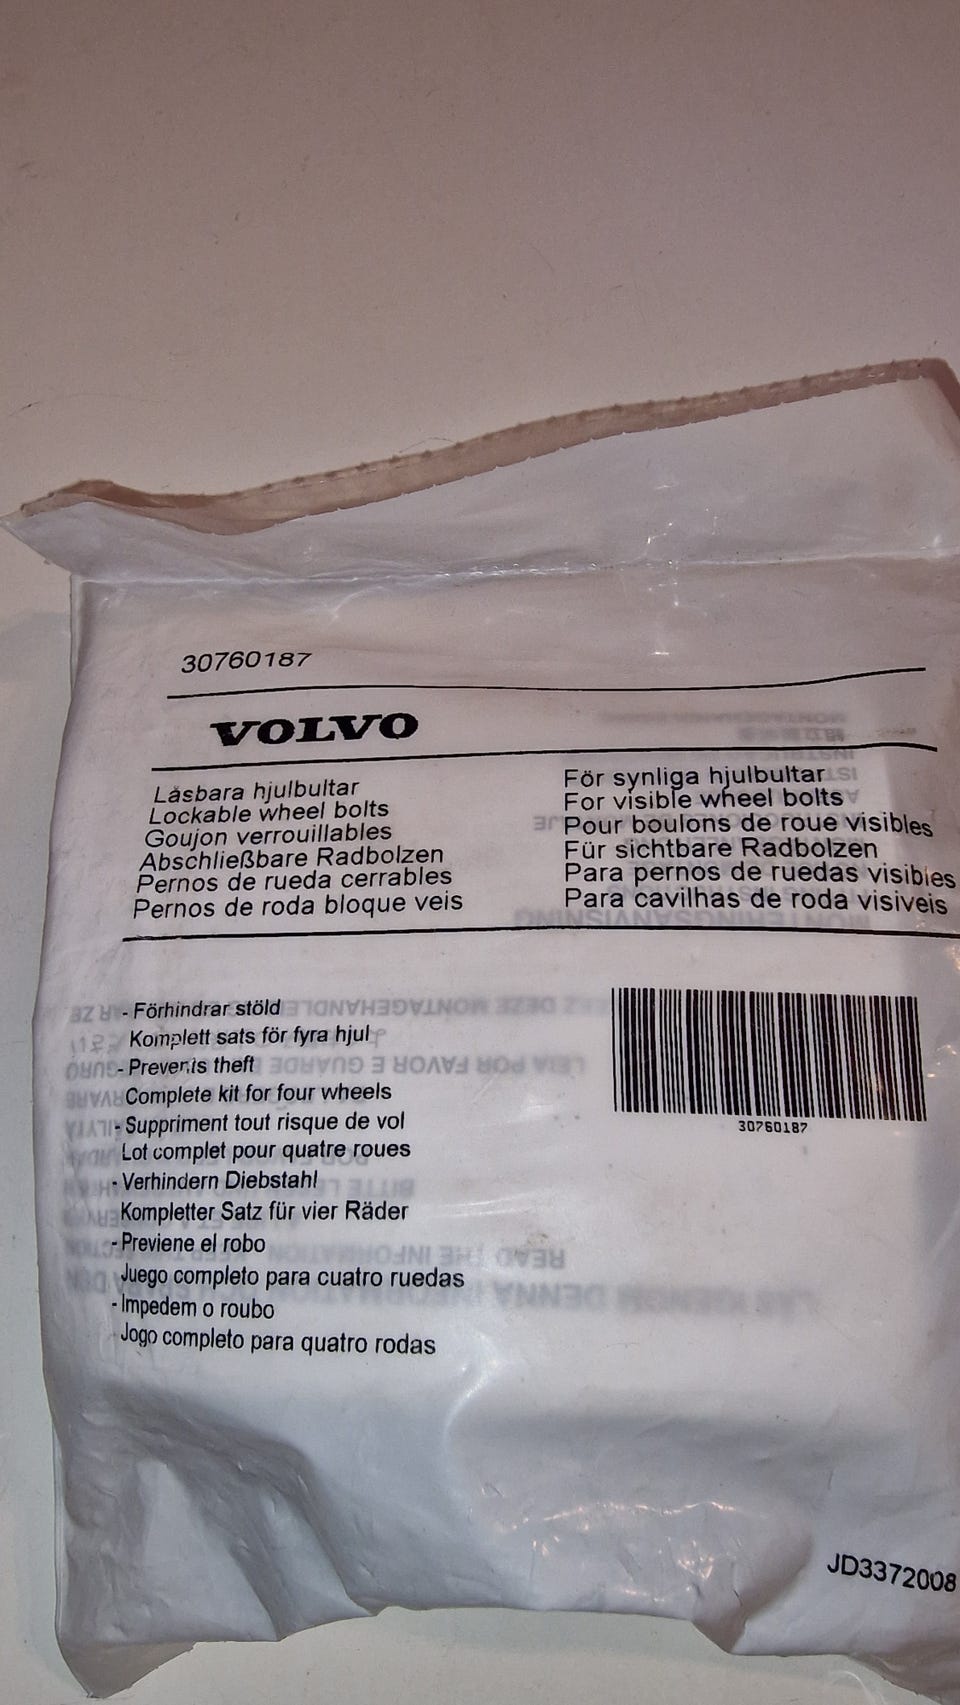 30760187
VOLVO
Låsbara hjulbultar
Lockable wheel bolts
Goujon verrouillables
Abschließbare Radbolzen
Pernos de rueda cerrables
Pernos de roda bloque veis
För synliga hjulbultar
For visible wheel bolts
Pour boulons de roue visibles
Für sichtbare Radbolzen
Para pernos de ruedas visibles
Para cavilhas de roda visiveis
- Förhindrar stöld
Komplett sats för fyra hjul
- Prevents theft
Complete kit for four wheels
- Suppriment tout risque de vol
Lot complet pour quatre roues
- Verhindern Diebstahl
Kompletter Satz für vier Räder
- Previene el robo
Juego completo para cuatro ruedas
- Impedem o roubo
Jogo completo para quatro rodas
30760187
JD3372008